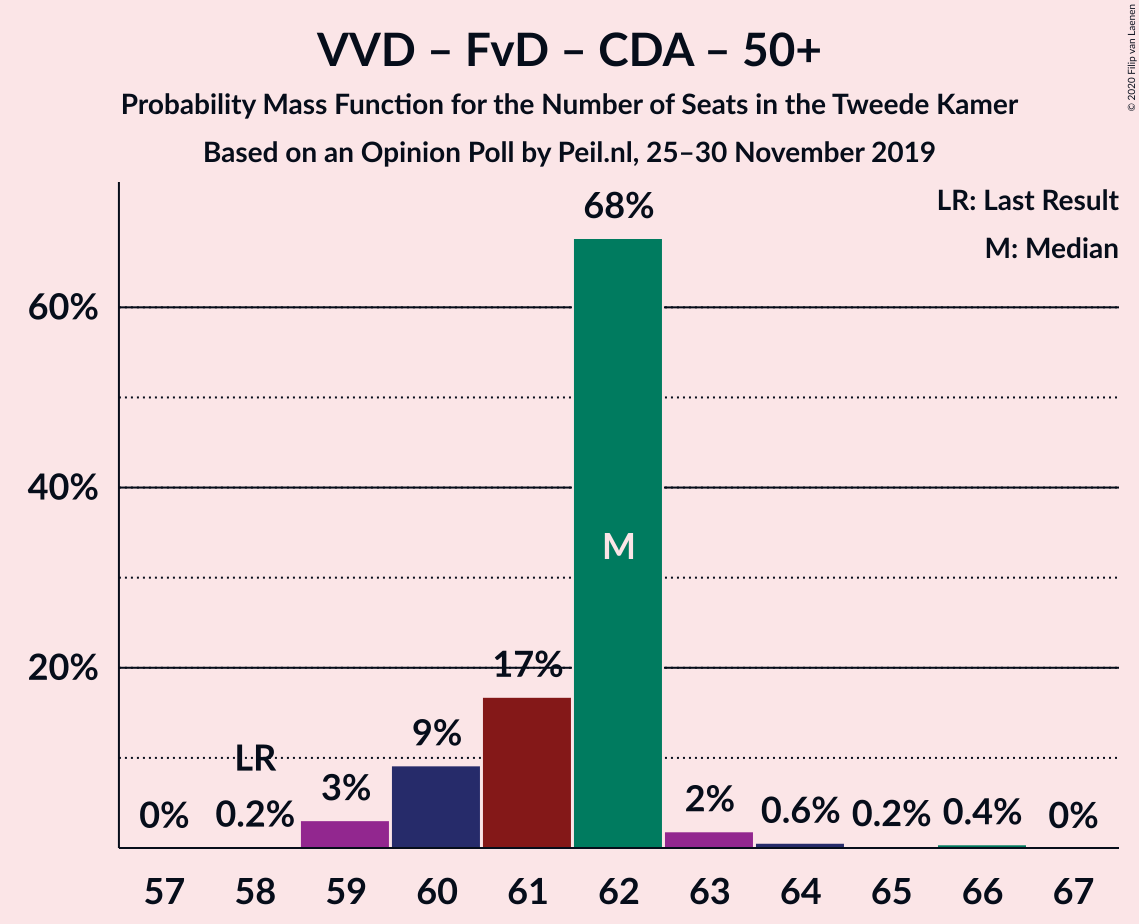 VVD – FvD – CDA – 50+
Probability Mass Function for the Number of Seats in the Tweede Kamer
Based on an Opinion Poll by Peil.nl, 25–30 November 2019
© 2020 Filip van Laenen
LR: Last Result
M: Median
60%
40%
20%
0%
LR
0.2%
3%
9%
17%
68%
M
2%
0.6%
0.2%
0.4%
0%
57 58 59 60 61 62 63 64 65 66 67